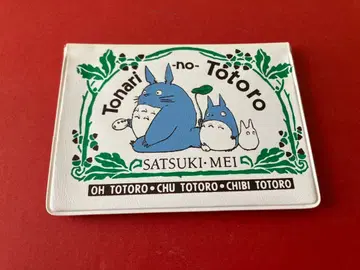 Tonari -no- Totoro
SATSUKI·MEI
OH TOTORO • CHU TOTORO • CHIBI TOTORO